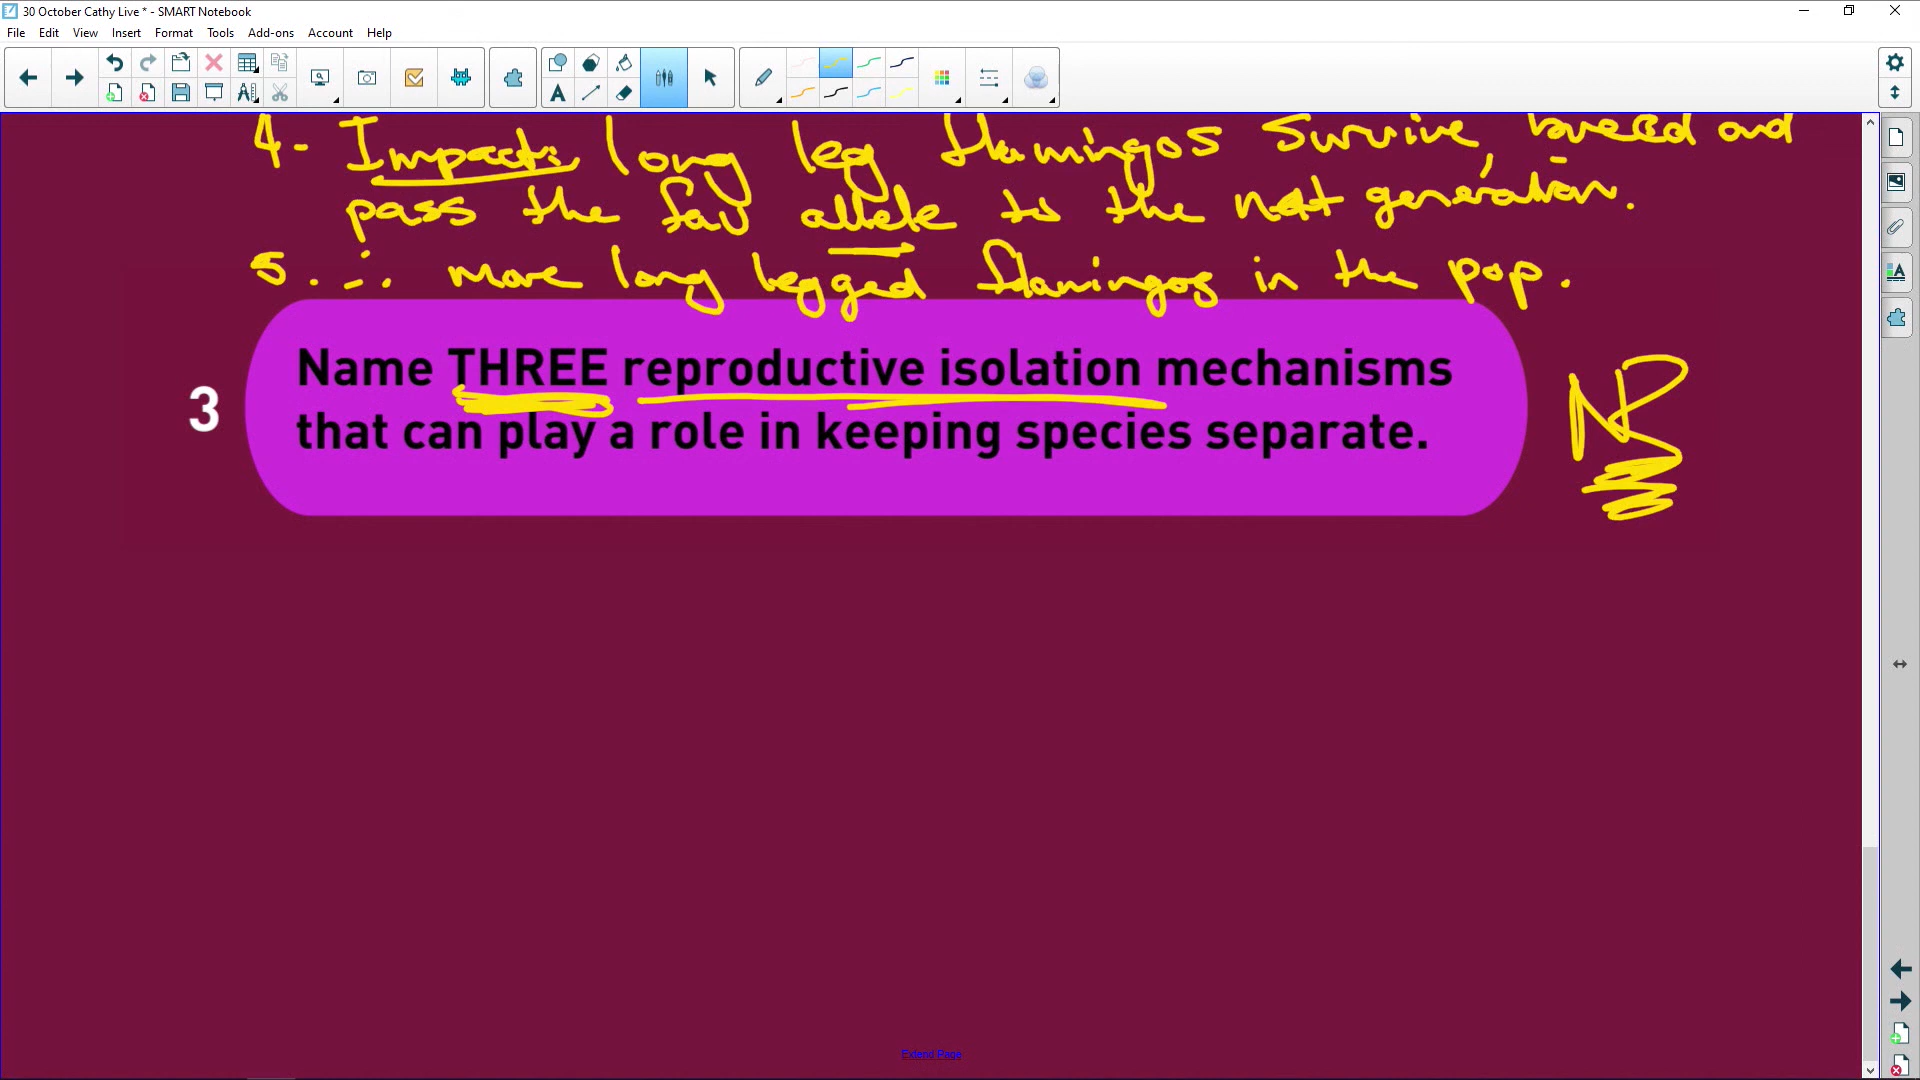 30 October Cathy Live * - SMART Notebook
File Edit View Insert Format Tools Add-ons Account Help
4- Impact: long leg flamingos survive, breed and
pass the fav allele to the next generation.
5. ∴ more long legged flamingos in the pop.
3
Name THREE reproductive isolation mechanisms
that can play a role in keeping species separate.
NB
Extend Page